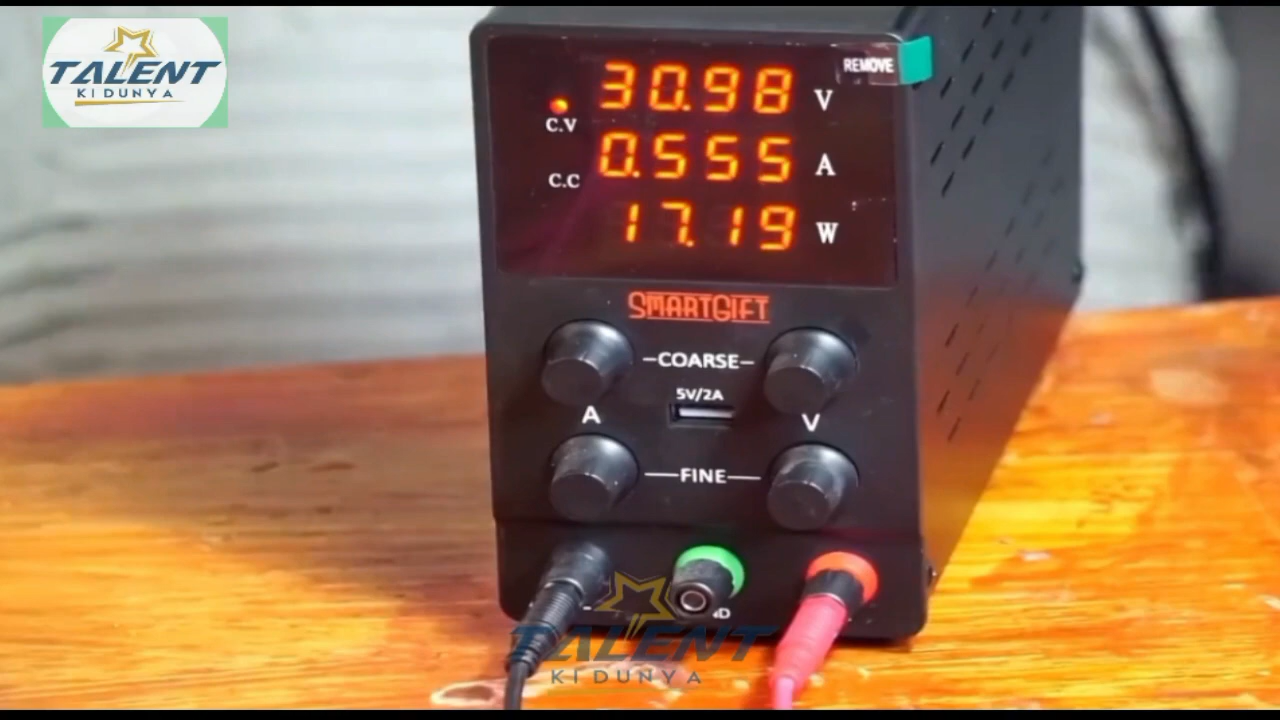 TALENT
KI DUNYA
REMOVE
30.98 V
C.V
0.555 A
C.C
17.19 W
SMARTGIFT
COARSE
5V/2A
A
V
FINE
TALENT
KI DUNYA